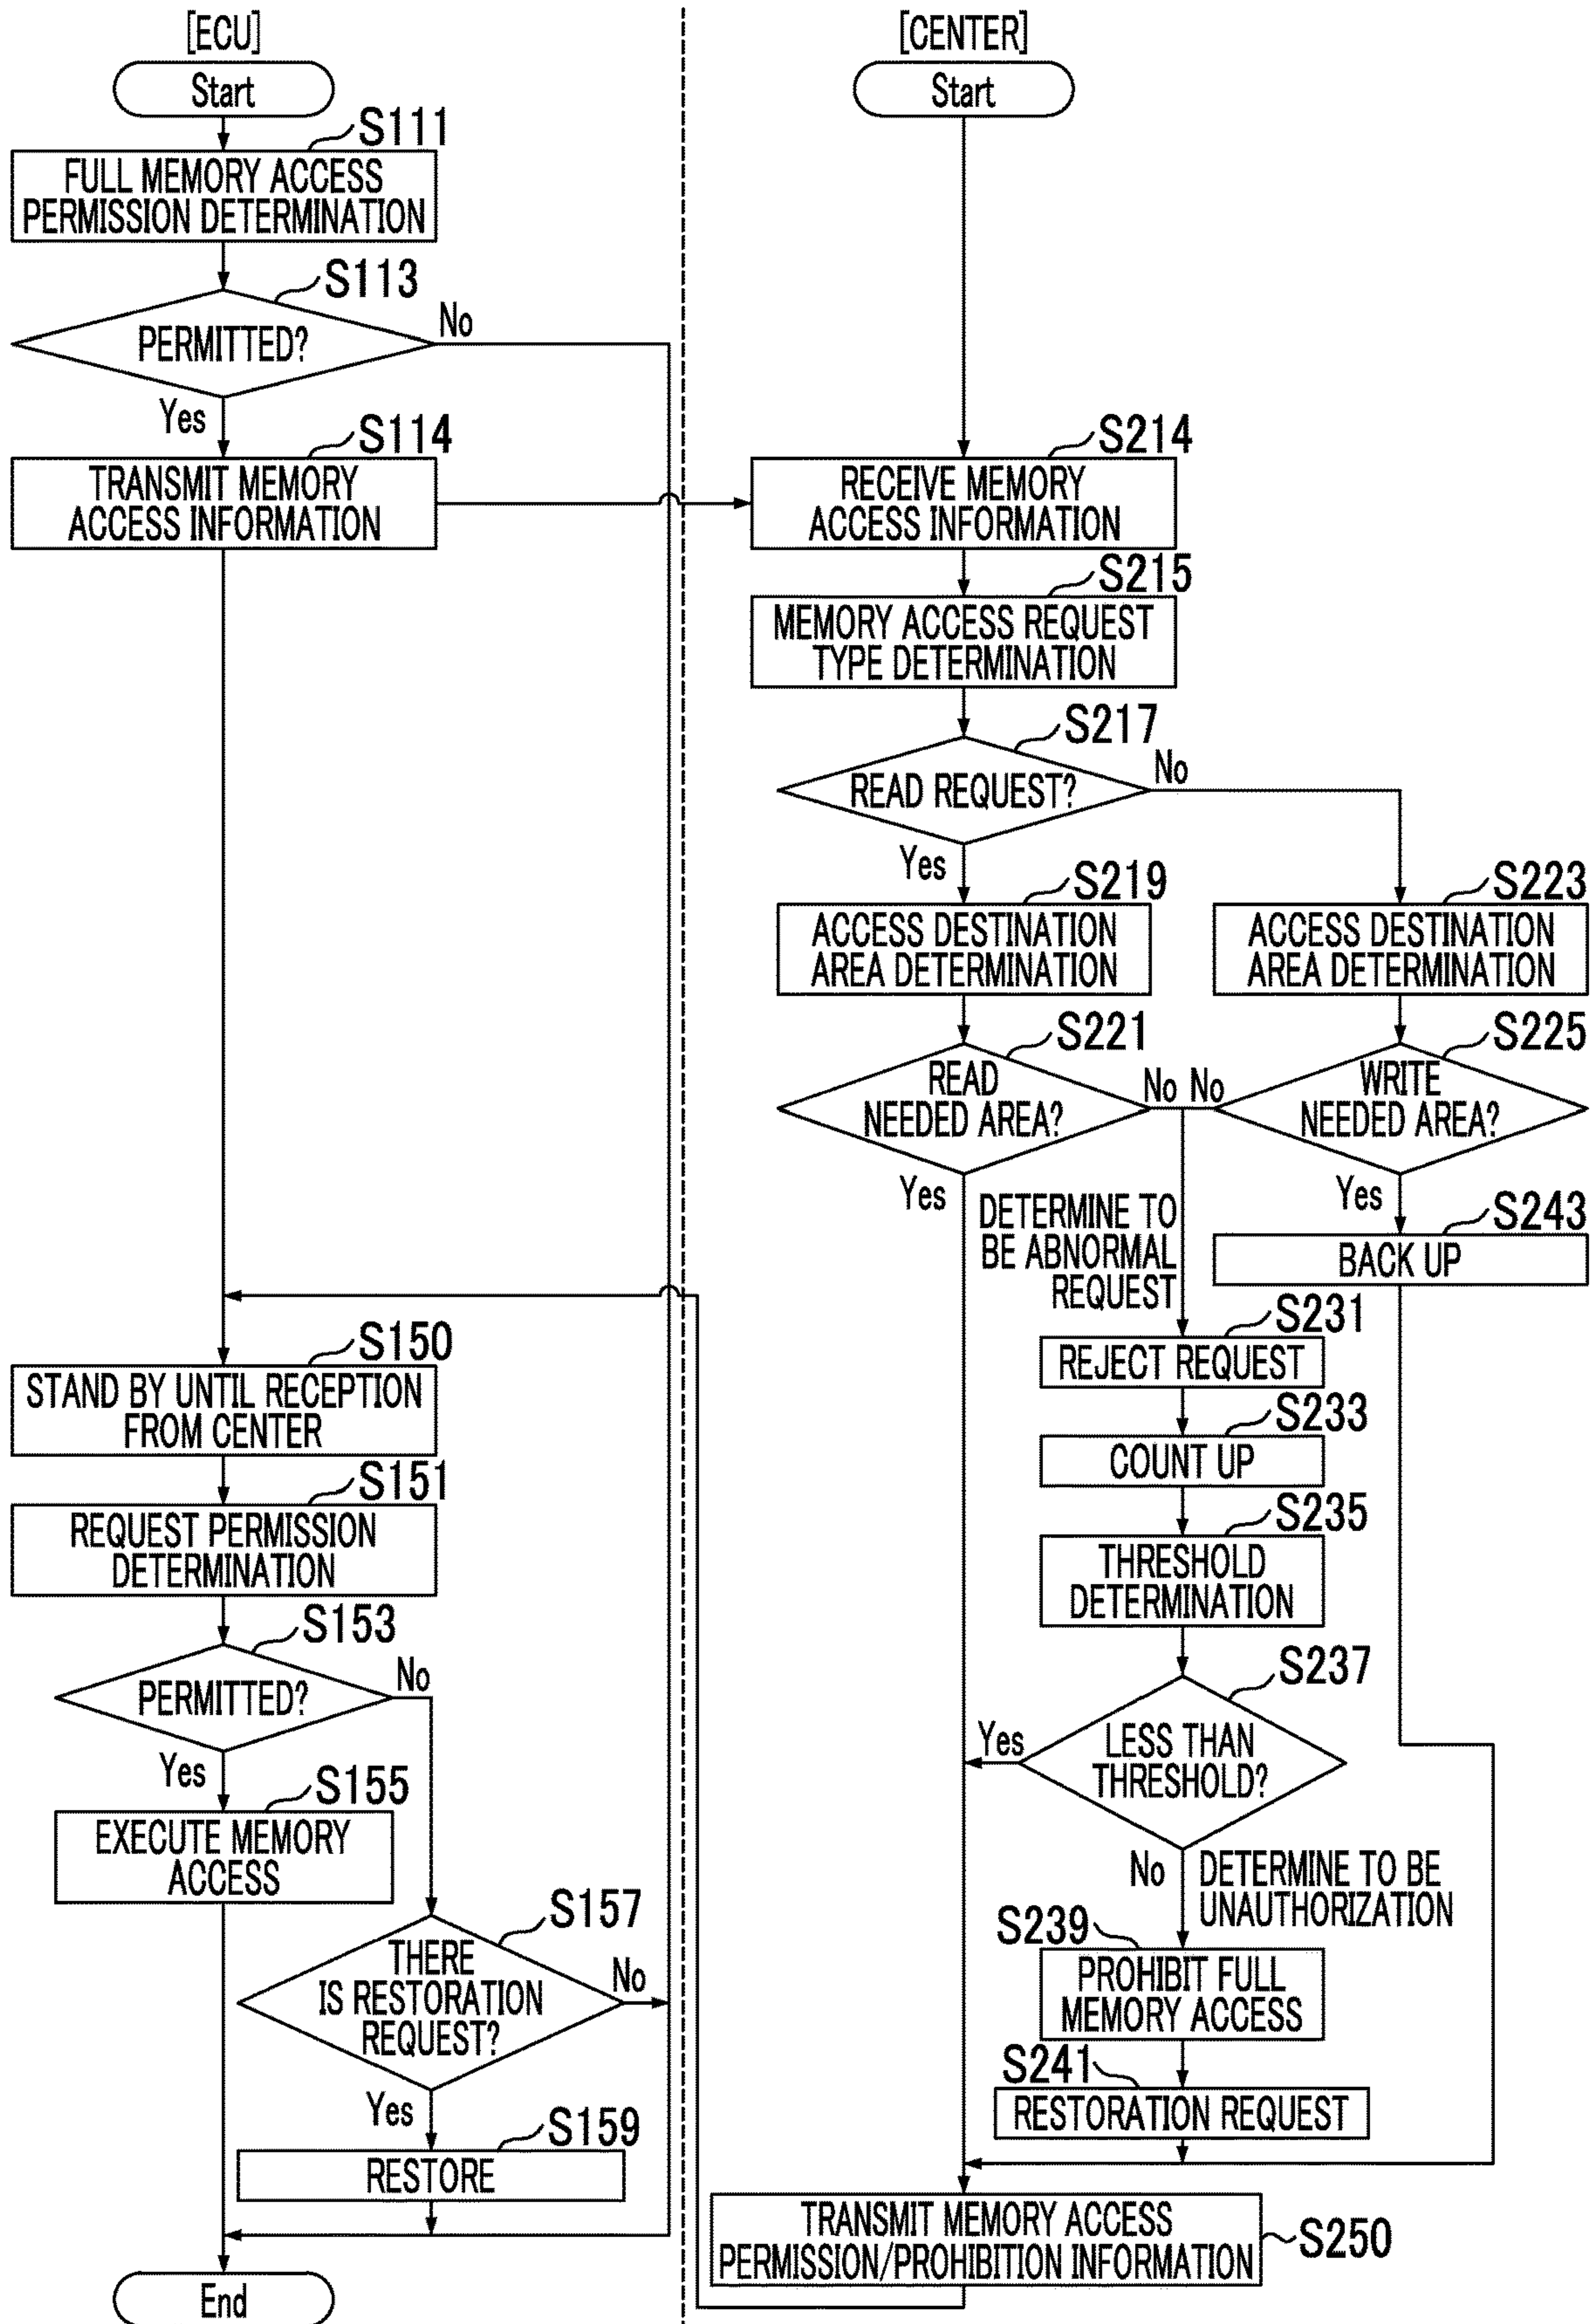 [ECU]
Start
S111
FULL MEMORY ACCESS
PERMISSION DETERMINATION
S113
PERMITTED?
No
Yes
S114
TRANSMIT MEMORY
ACCESS INFORMATION
S150
STAND BY UNTIL RECEPTION
FROM CENTER
S151
REQUEST PERMISSION
DETERMINATION
S153
PERMITTED?
No
Yes
S155
EXECUTE MEMORY
ACCESS
S157
THERE
IS RESTORATION
REQUEST?
No
Yes
S159
RESTORE
End
[CENTER]
Start
S214
RECEIVE MEMORY
ACCESS INFORMATION
S215
MEMORY ACCESS REQUEST
TYPE DETERMINATION
S217
READ REQUEST?
No
Yes
S219
ACCESS DESTINATION
AREA DETERMINATION
S223
ACCESS DESTINATION
AREA DETERMINATION
S221
READ
NEEDED AREA?
No
Yes
S225
WRITE
NEEDED AREA?
No
Yes
S243
BACK UP
DETERMINE TO
BE ABNORMAL
REQUEST
S231
REJECT REQUEST
S233
COUNT UP
S235
THRESHOLD
DETERMINATION
S237
LESS THAN
THRESHOLD?
Yes
No
DETERMINE TO BE
UNAUTHORIZATION
S239
PROHIBIT FULL
MEMORY ACCESS
S241
RESTORATION REQUEST
TRANSMIT MEMORY ACCESS
PERMISSION/PROHIBITION INFORMATION
S250